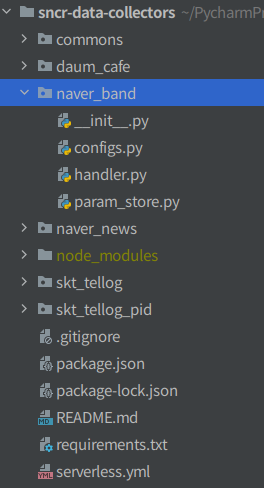 sncr-data-collectors ~/PycharmPr
commons
daum_cafe
naver_band
__init__.py
configs.py
handler.py
param_store.py
naver_news
node_modules
skt_tellog
skt_tellog_pid
.gitignore
package.json
package-lock.json
README.md
requirements.txt
serverless.yml